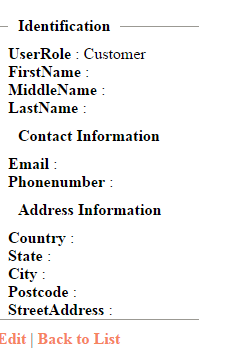 Identification
UserRole : Customer
FirstName :
MiddleName :
LastName :
Contact Information
Email :
Phonenumber :
Address Information
Country :
State :
City :
Postcode :
StreetAddress :
Edit | Back to List